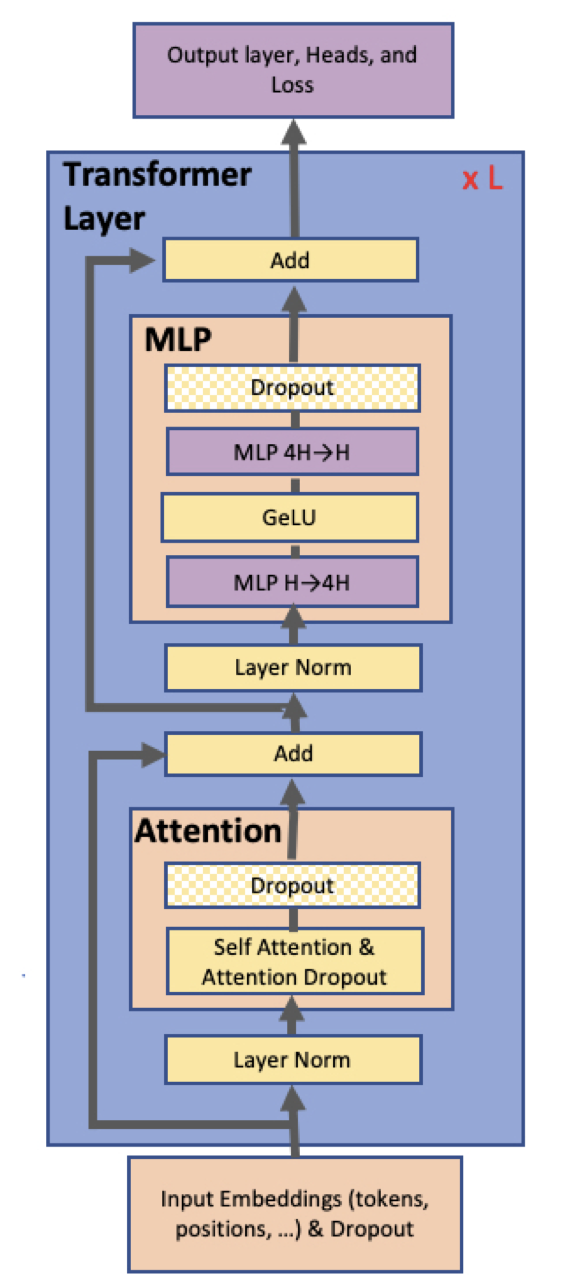 Output layer, Heads, and
Loss
Transformer
Layer
x L
Add
MLP
Dropout
MLP 4H→H
GeLU
MLP H→4H
Layer Norm
Add
Attention
Dropout
Self Attention &
Attention Dropout
Layer Norm
Input Embeddings (tokens,
positions, ...) & Dropout